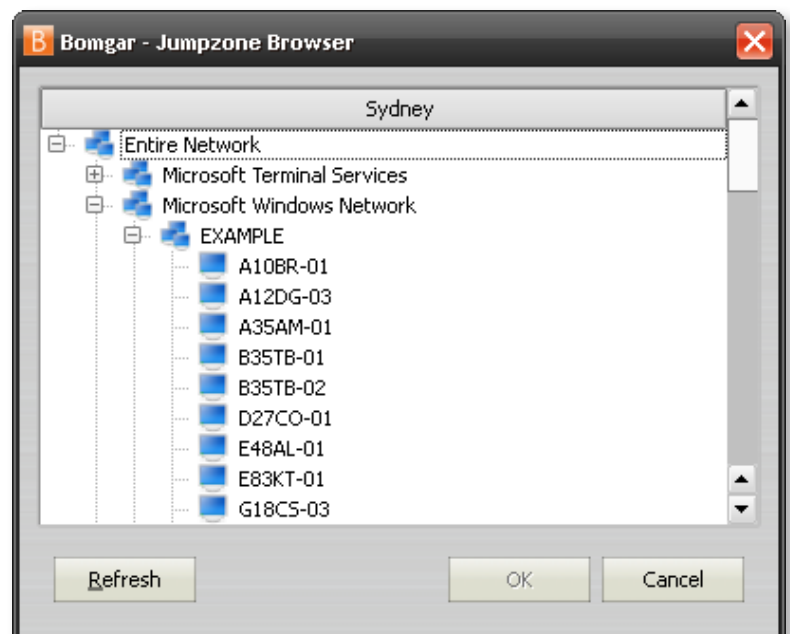 B Bomgar - Jumpzone Browser
Sydney
Entire Network
Microsoft Terminal Services
Microsoft Windows Network
EXAMPLE
A10BR-01
A12DG-03
A35AM-01
B35TB-01
B35TB-02
D27CO-01
E48AL-01
E83KT-01
G18CS-03
Refresh OK Cancel